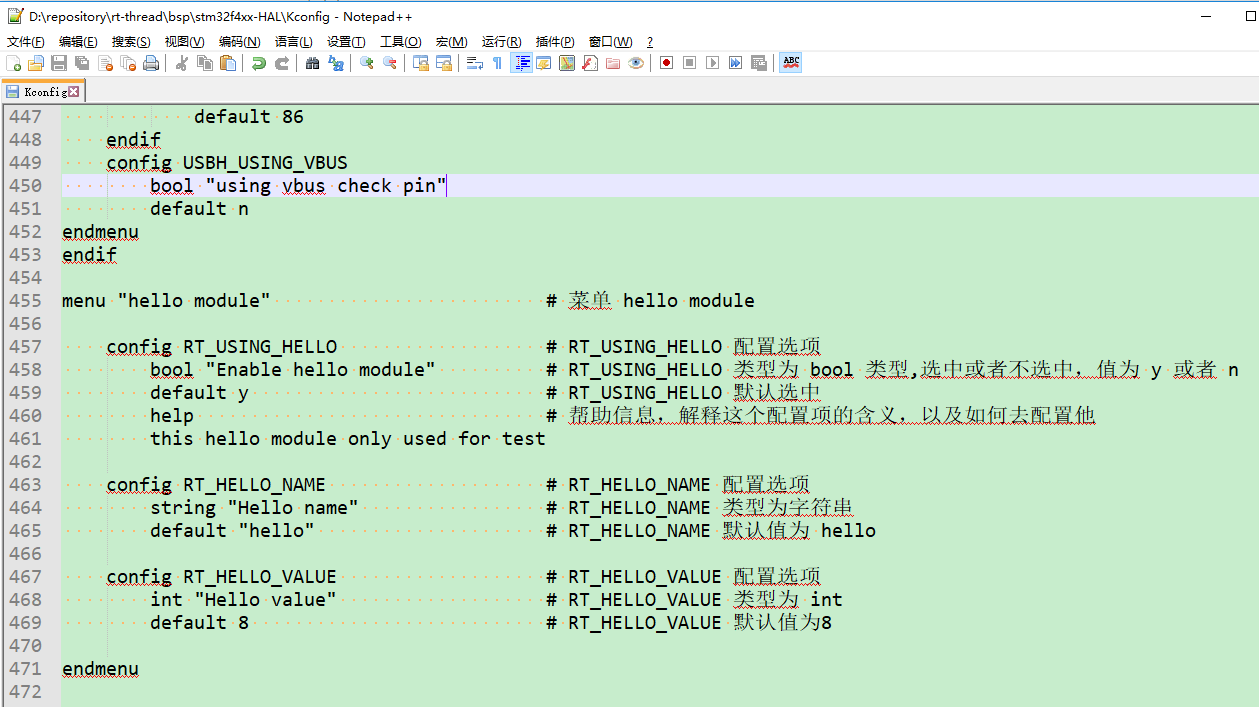 D:\repository\rt-thread\bsp\stm32f4xx-HAL\Kconfig - Notepad++
文件(F) 编辑(E) 搜索(S) 视图(V) 编码(N) 语言(L) 设置(T) 工具(O) 宏(M) 运行(R) 插件(P) 窗口(W) ?
Kconfig
447 default 86
448 endif
449 config USBH_USING_VBUS
450 bool "using vbus check pin"
451 default n
452 endmenu
453 endif
454
455 menu "hello module" # 菜单 hello module
456
457 config RT_USING_HELLO # RT_USING_HELLO 配置选项
458 bool "Enable hello module" # RT_USING_HELLO 类型为 bool 类型,选中或者不选中，值为 y 或者 n
459 default y # RT_USING_HELLO 默认选中
460 help # 帮助信息，解释这个配置项的含义，以及如何去配置他
461 this hello module only used for test
462
463 config RT_HELLO_NAME # RT_HELLO_NAME 配置选项
464 string "Hello name" # RT_HELLO_NAME 类型为字符串
465 default "hello" # RT_HELLO_NAME 默认值为 hello
466
467 config RT_HELLO_VALUE # RT_HELLO_VALUE 配置选项
468 int "Hello value" # RT_HELLO_VALUE 类型为 int
469 default 8 # RT_HELLO_VALUE 默认值为8
470
471 endmenu
472